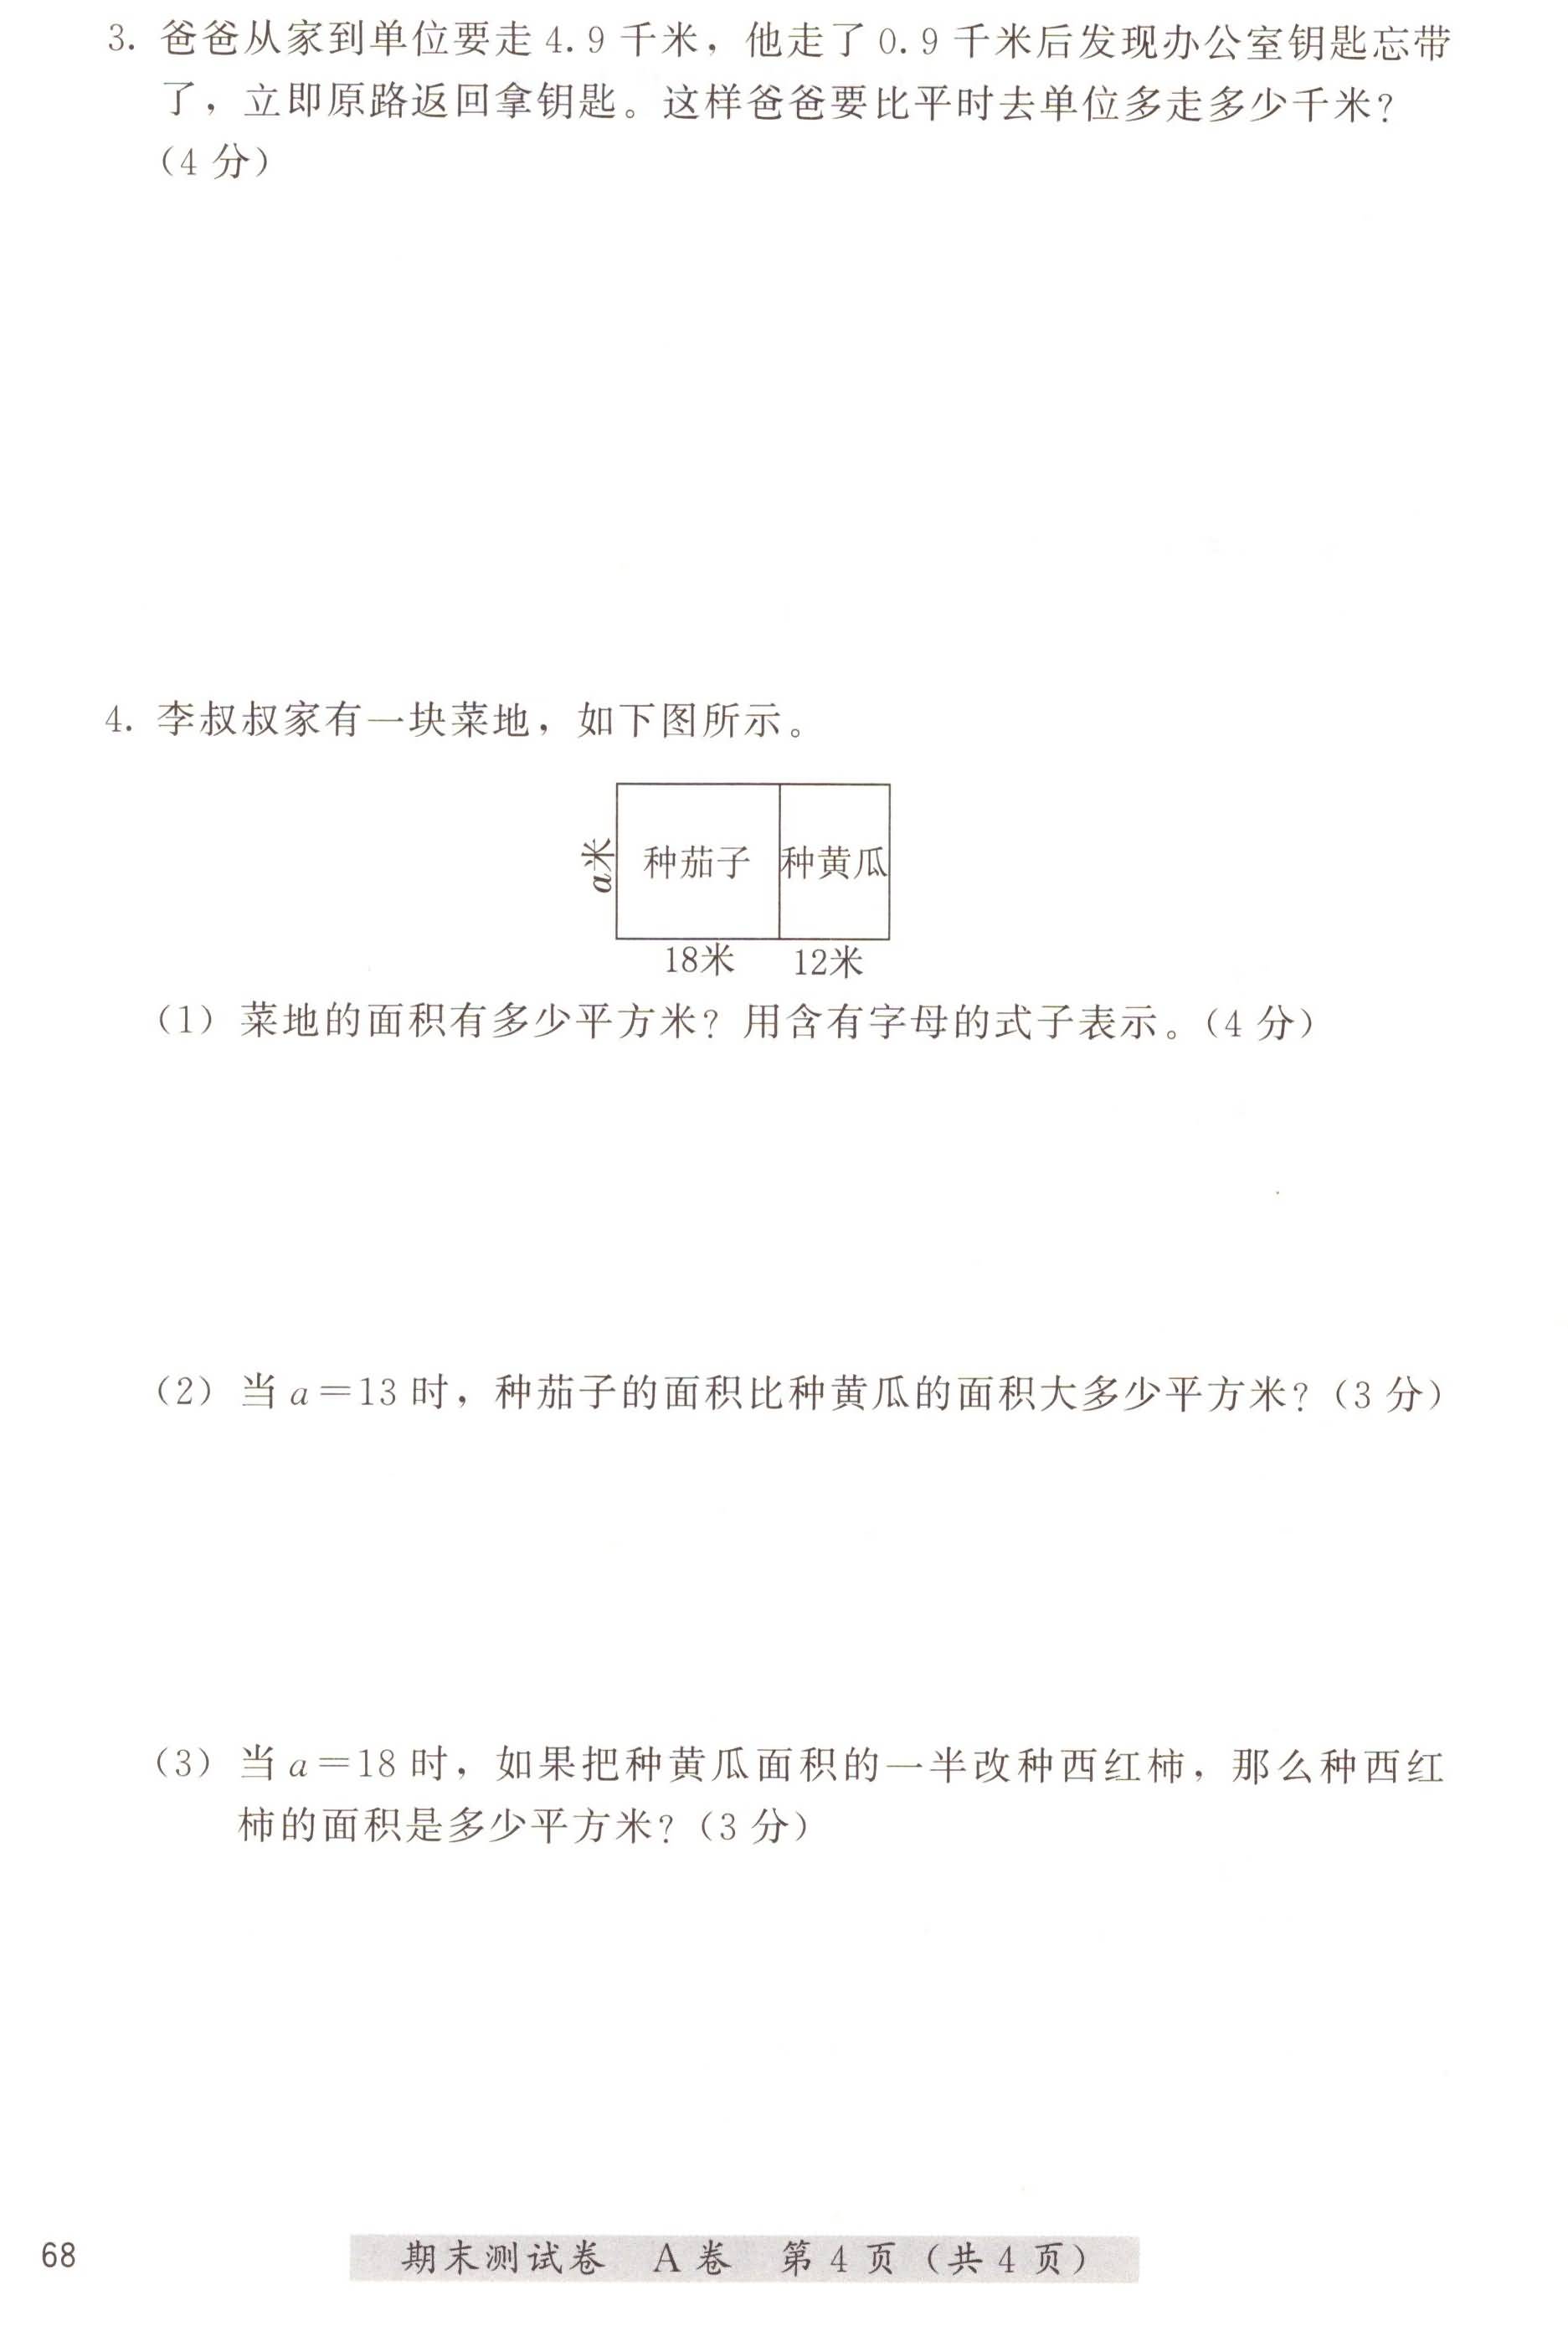 3. 爸爸从家到单位要走 4.9 千米，他走了 0.9 千米后发现办公室钥匙忘带
了，立即原路返回拿钥匙。这样爸爸要比平时去单位多走多少千米？
（4 分）
4. 李叔叔家有一块菜地，如下图所示。
a米
种茄子 种黄瓜
18米 12米
（1）菜地的面积有多少平方米？用含有字母的式子表示。（4 分）
（2）当 a＝13 时，种茄子的面积比种黄瓜的面积大多少平方米？（3 分）
（3）当 a＝18 时，如果把种黄瓜面积的一半改种西红柿，那么种西红
柿的面积是多少平方米？（3 分）
68
期末测试卷 A 卷 第 4 页（共 4 页）